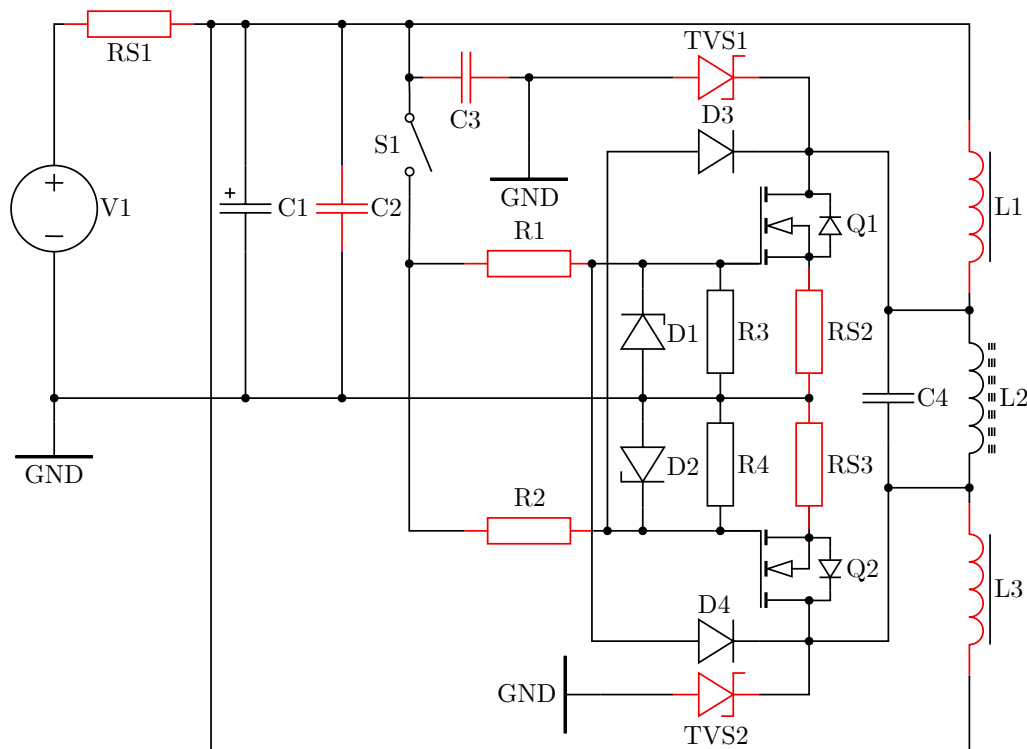 RS1
TVS1
C3
D3
S1
GND
V1
C1
C2
R1
Q1
L1
D1
R3
RS2
C4
L2
GND
D2
R4
RS3
R2
Q2
L3
D4
GND
TVS2